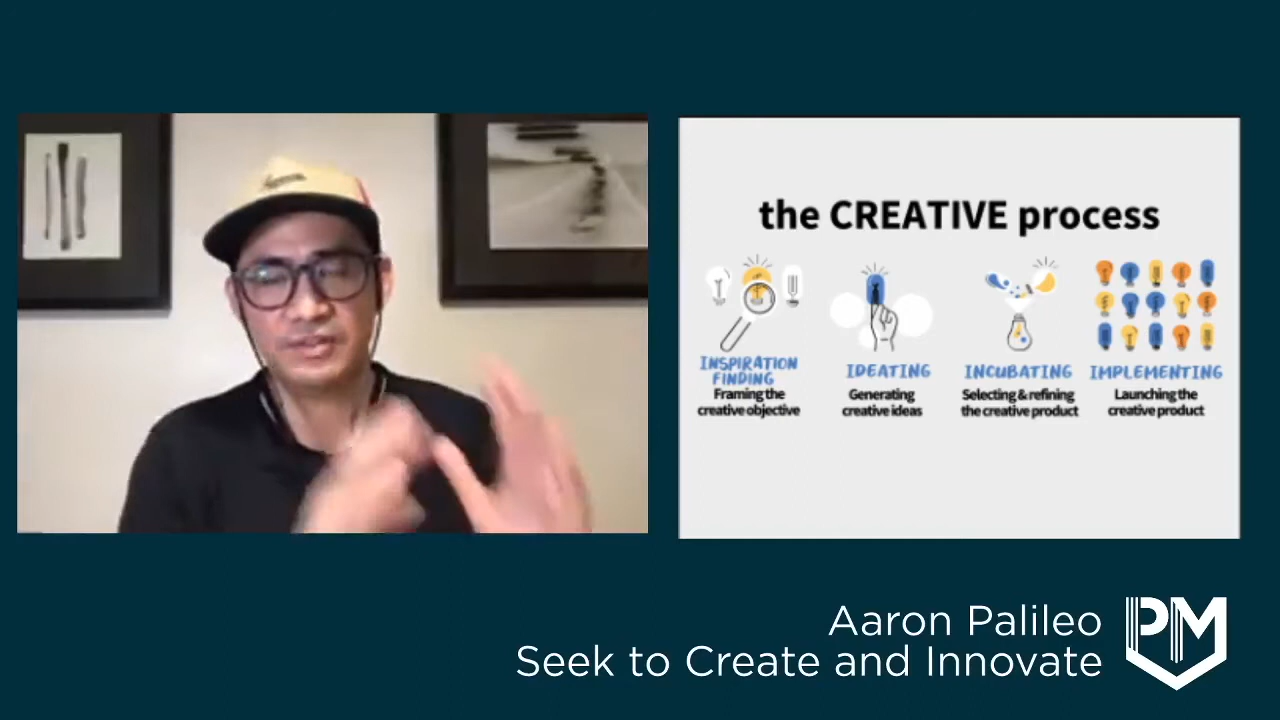 the CREATIVE process
INSPIRATION
FINDING
Framing the
creative objective
IDEATING
Generating
creative ideas
INCUBATING
Selecting & refining
the creative product
IMPLEMENTING
Launching the
creative product
Aaron Palileo
Seek to Create and Innovate
PM